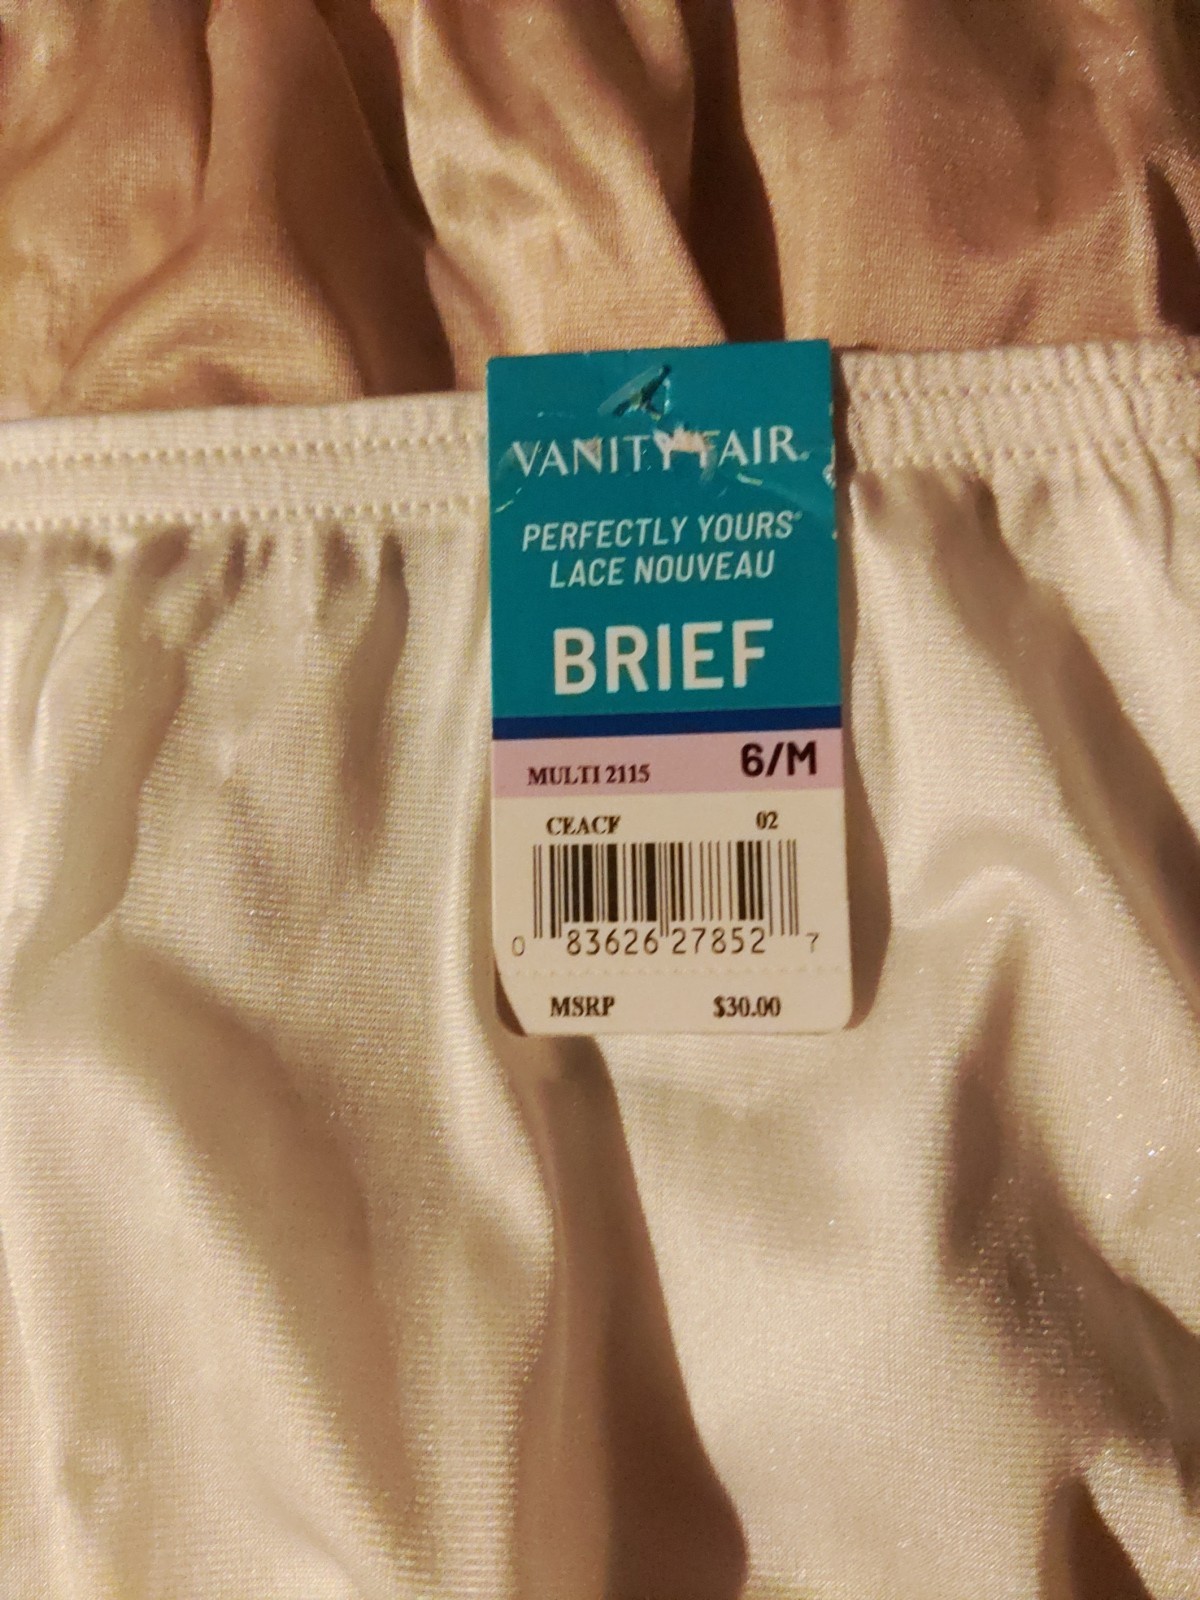 VANITY FAIR.
PERFECTLY YOURS®
LACE NOUVEAU
BRIEF
MULTI 2115 6/M
CEACF 02
0 83626 27852 7
MSRP $30.00